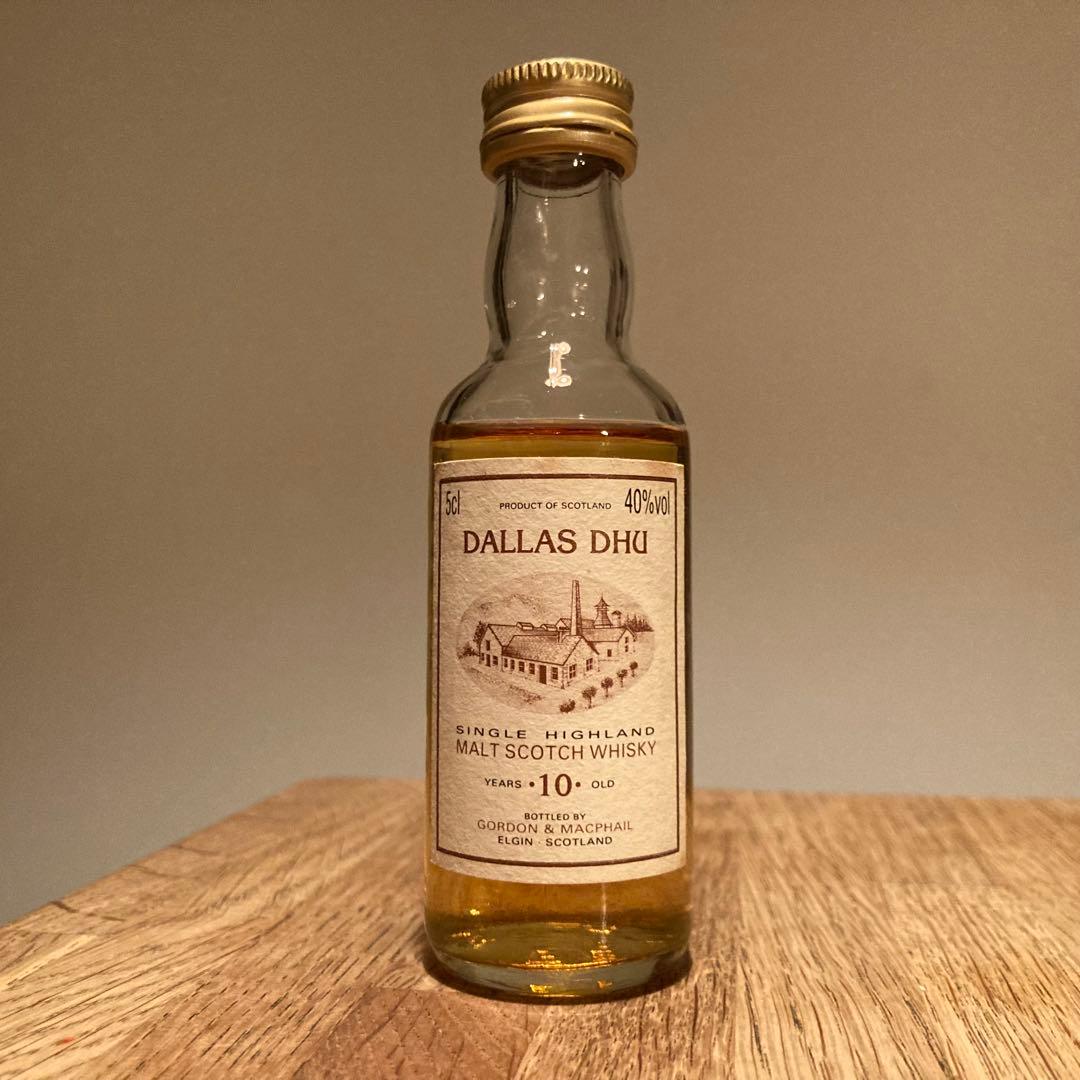 5cl PRODUCT OF SCOTLAND 40%vol
DALLAS DHU
SINGLE HIGHLAND
MALT SCOTCH WHISKY
YEARS •10• OLD
BOTTLED BY
GORDON & MACPHAIL
ELGIN · SCOTLAND